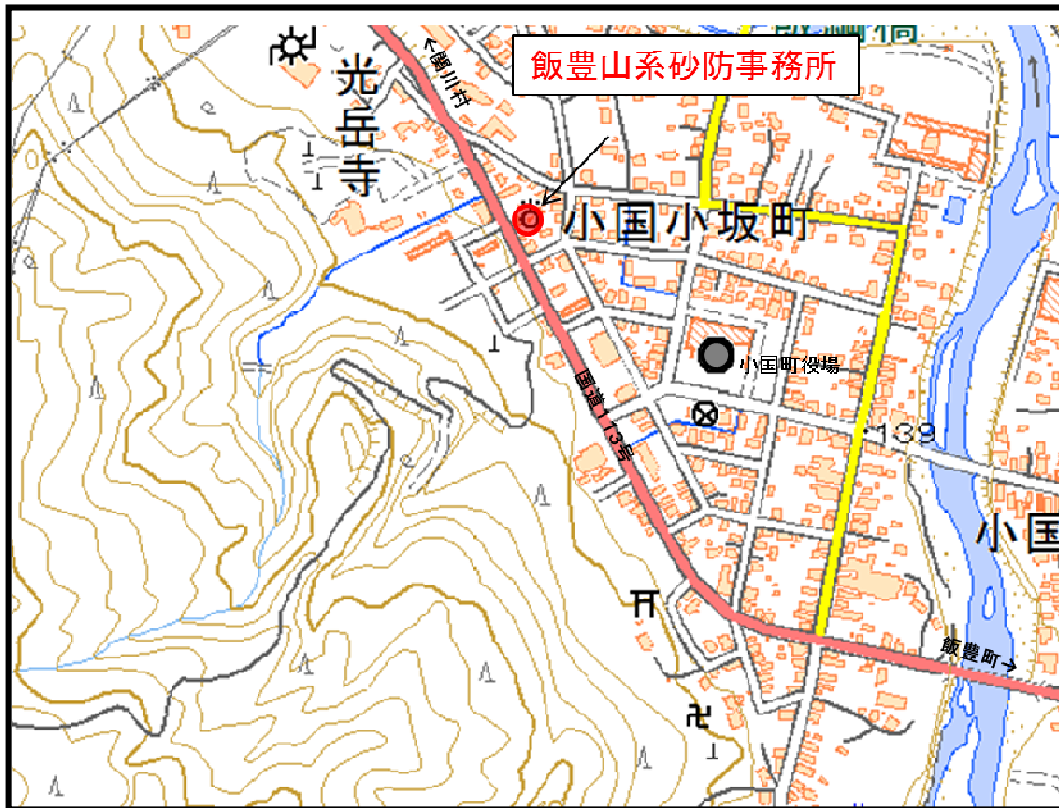 飯豊山系砂防事務所
←関川村
光岳寺
小国小坂町
小国町役場
国道113号
139
小国
飯豊町→